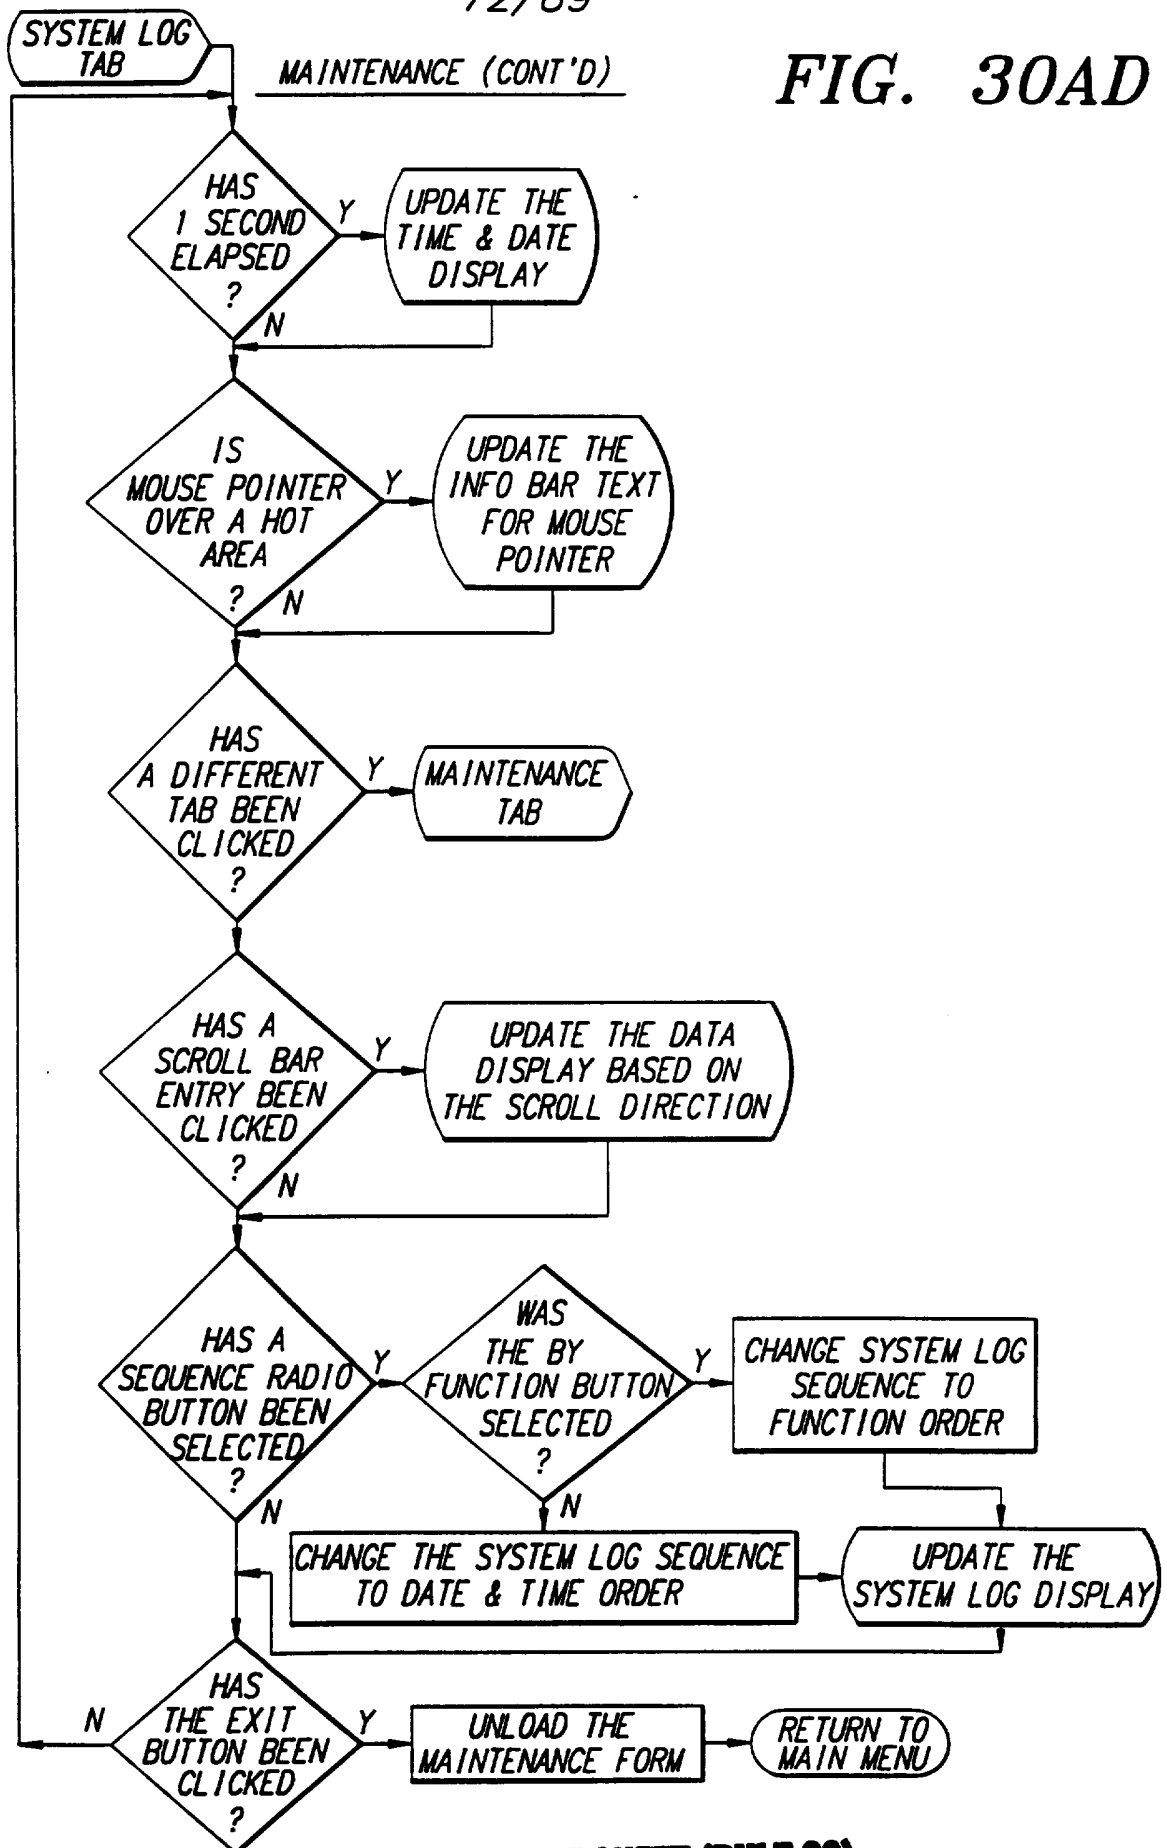 72/89
SYSTEM LOG
TAB
MAINTENANCE (CONT'D)
FIG. 30AD
HAS
1 SECOND
ELAPSED
?
Y
N
UPDATE THE
TIME & DATE
DISPLAY
IS
MOUSE POINTER
OVER A HOT
AREA
?
Y
N
UPDATE THE
INFO BAR TEXT
FOR MOUSE
POINTER
HAS
A DIFFERENT
TAB BEEN
CLICKED
?
Y
MAINTENANCE
TAB
HAS A
SCROLL BAR
ENTRY BEEN
CLICKED
?
Y
N
UPDATE THE DATA
DISPLAY BASED ON
THE SCROLL DIRECTION
HAS A
SEQUENCE RADIO
BUTTON BEEN
SELECTED
?
Y
N
WAS
THE BY
FUNCTION BUTTON
SELECTED
?
Y
N
CHANGE SYSTEM LOG
SEQUENCE TO
FUNCTION ORDER
CHANGE THE SYSTEM LOG SEQUENCE
TO DATE & TIME ORDER
UPDATE THE
SYSTEM LOG DISPLAY
HAS
THE EXIT
BUTTON BEEN
CLICKED
?
N
Y
UNLOAD THE
MAINTENANCE FORM
RETURN TO
MAIN MENU